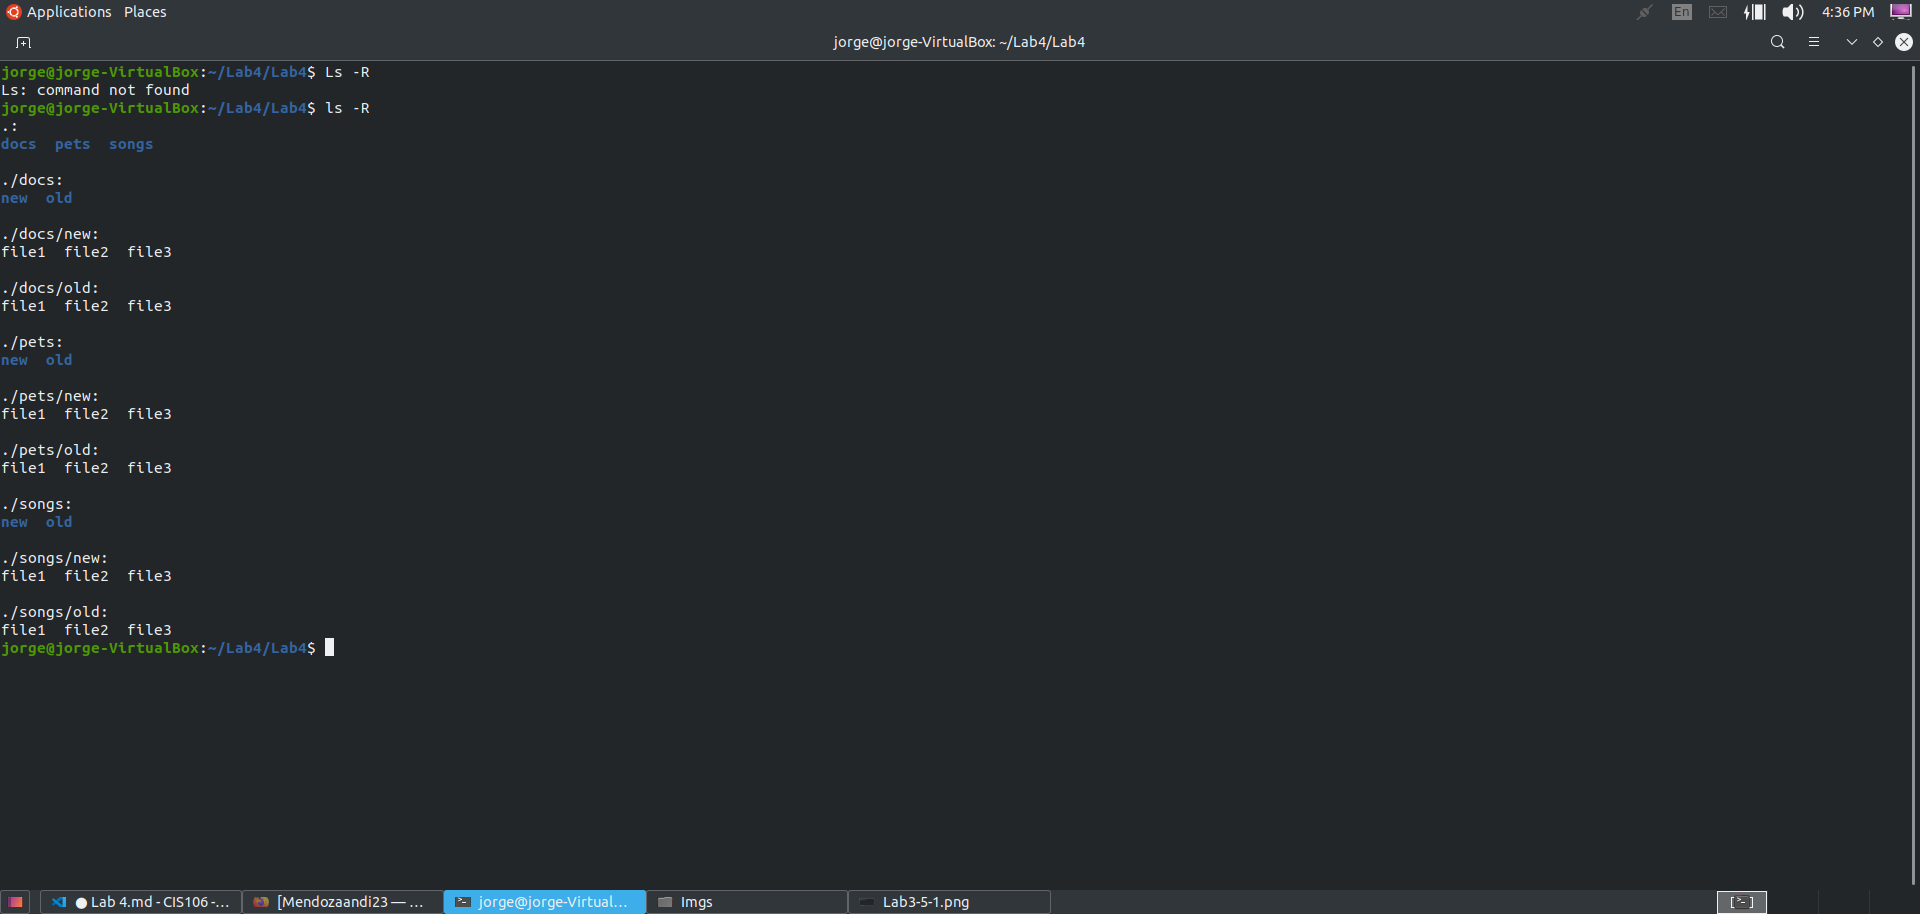 Applications Places En 4:36 PM
jorge@jorge-VirtualBox: ~/Lab4/Lab4
jorge@jorge-VirtualBox:~/Lab4/Lab4$ Ls -R
Ls: command not found
jorge@jorge-VirtualBox:~/Lab4/Lab4$ ls -R
.:
docs  pets  songs
./docs:
new  old
./docs/new:
file1  file2  file3
./docs/old:
file1  file2  file3
./pets:
new  old
./pets/new:
file1  file2  file3
./pets/old:
file1  file2  file3
./songs:
new  old
./songs/new:
file1  file2  file3
./songs/old:
file1  file2  file3
jorge@jorge-VirtualBox:~/Lab4/Lab4$
● Lab 4.md - CIS106 -... [Mendozaandi23 — ... jorge@jorge-Virtual... Imgs Lab3-5-1.png